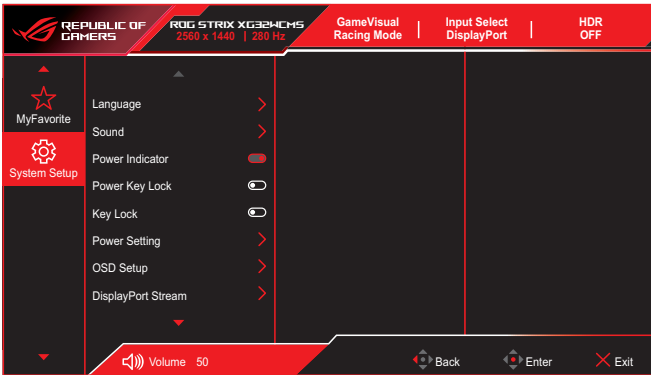 REPUBLIC OF
GAMERS
ROG STRIX XG32WCMS
2560 x 1440 | 280 Hz
GameVisual
Racing Mode
Input Select
DisplayPort
HDR
OFF
MyFavorite
System Setup
Language
Sound
Power Indicator
Power Key Lock
Key Lock
Power Setting
OSD Setup
DisplayPort Stream
Volume 50
Back
Enter
Exit